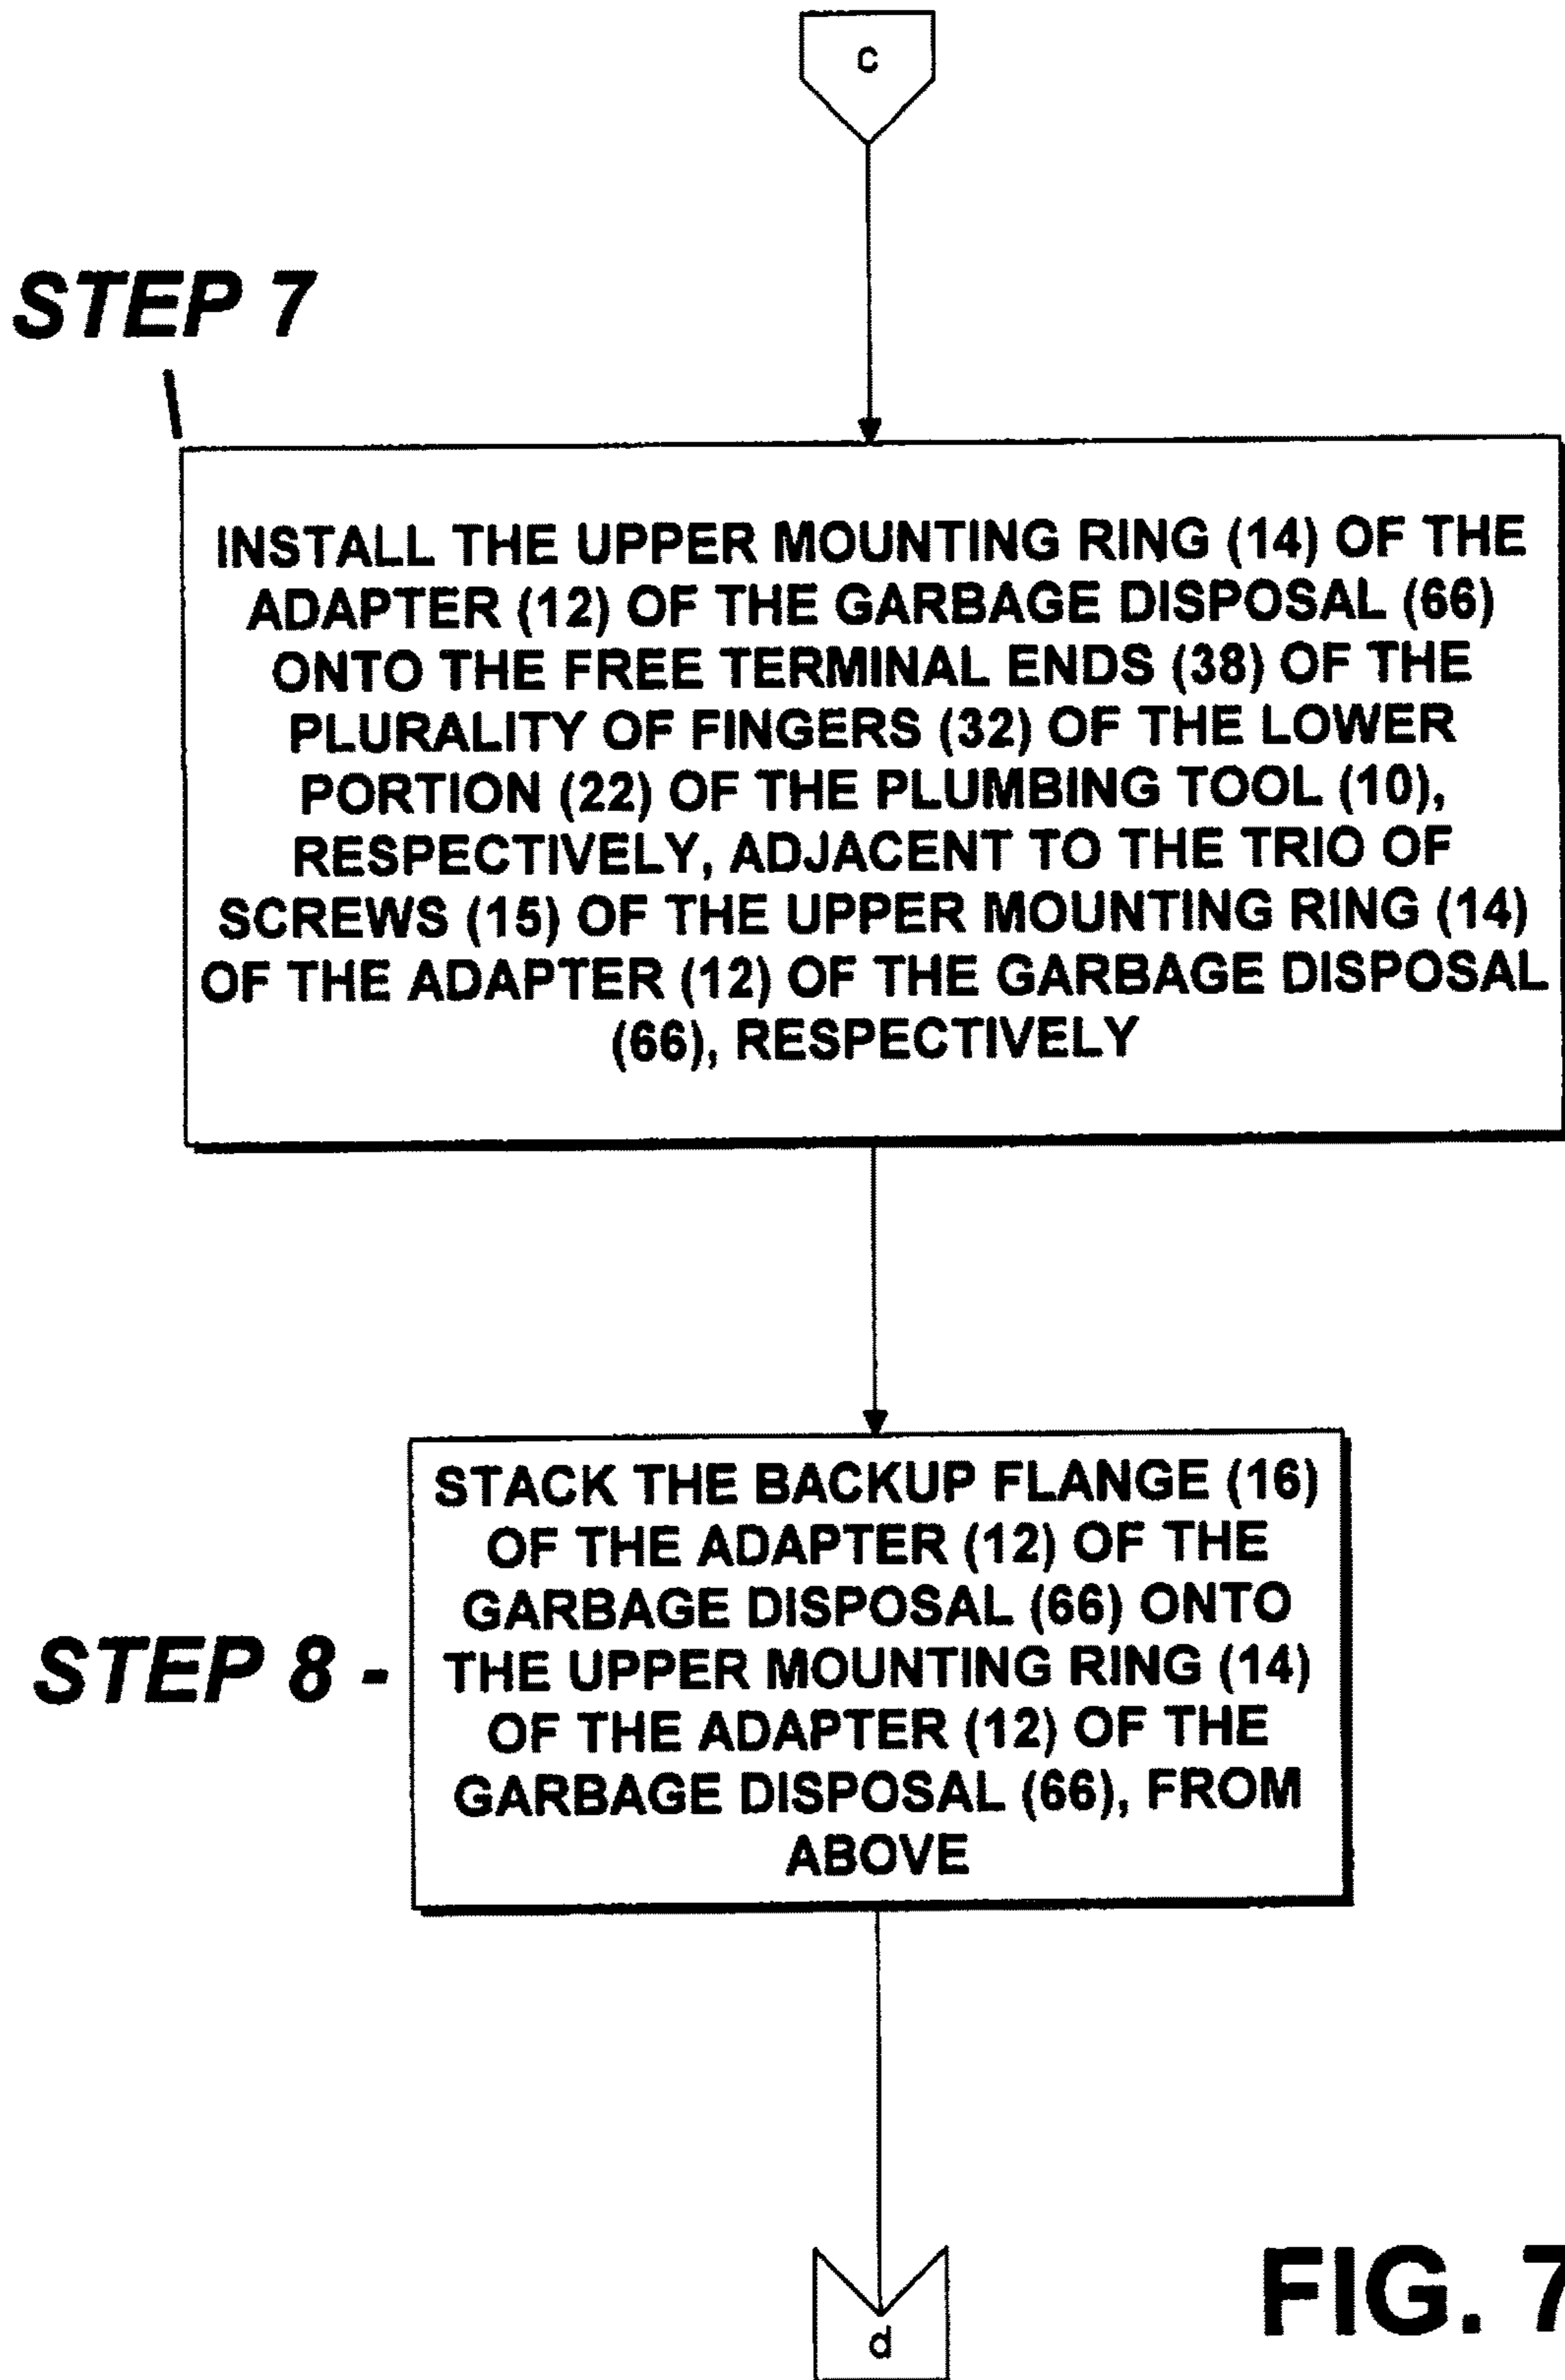 c
STEP 7
INSTALL THE UPPER MOUNTING RING (14) OF THE
ADAPTER (12) OF THE GARBAGE DISPOSAL (66)
ONTO THE FREE TERMINAL ENDS (38) OF THE
PLURALITY OF FINGERS (32) OF THE LOWER
PORTION (22) OF THE PLUMBING TOOL (10),
RESPECTIVELY, ADJACENT TO THE TRIO OF
SCREWS (15) OF THE UPPER MOUNTING RING (14)
OF THE ADAPTER (12) OF THE GARBAGE DISPOSAL
(66), RESPECTIVELY
STEP 8 -
STACK THE BACKUP FLANGE (16)
OF THE ADAPTER (12) OF THE
GARBAGE DISPOSAL (66) ONTO
THE UPPER MOUNTING RING (14)
OF THE ADAPTER (12) OF THE
GARBAGE DISPOSAL (66), FROM
ABOVE
d
FIG. 7